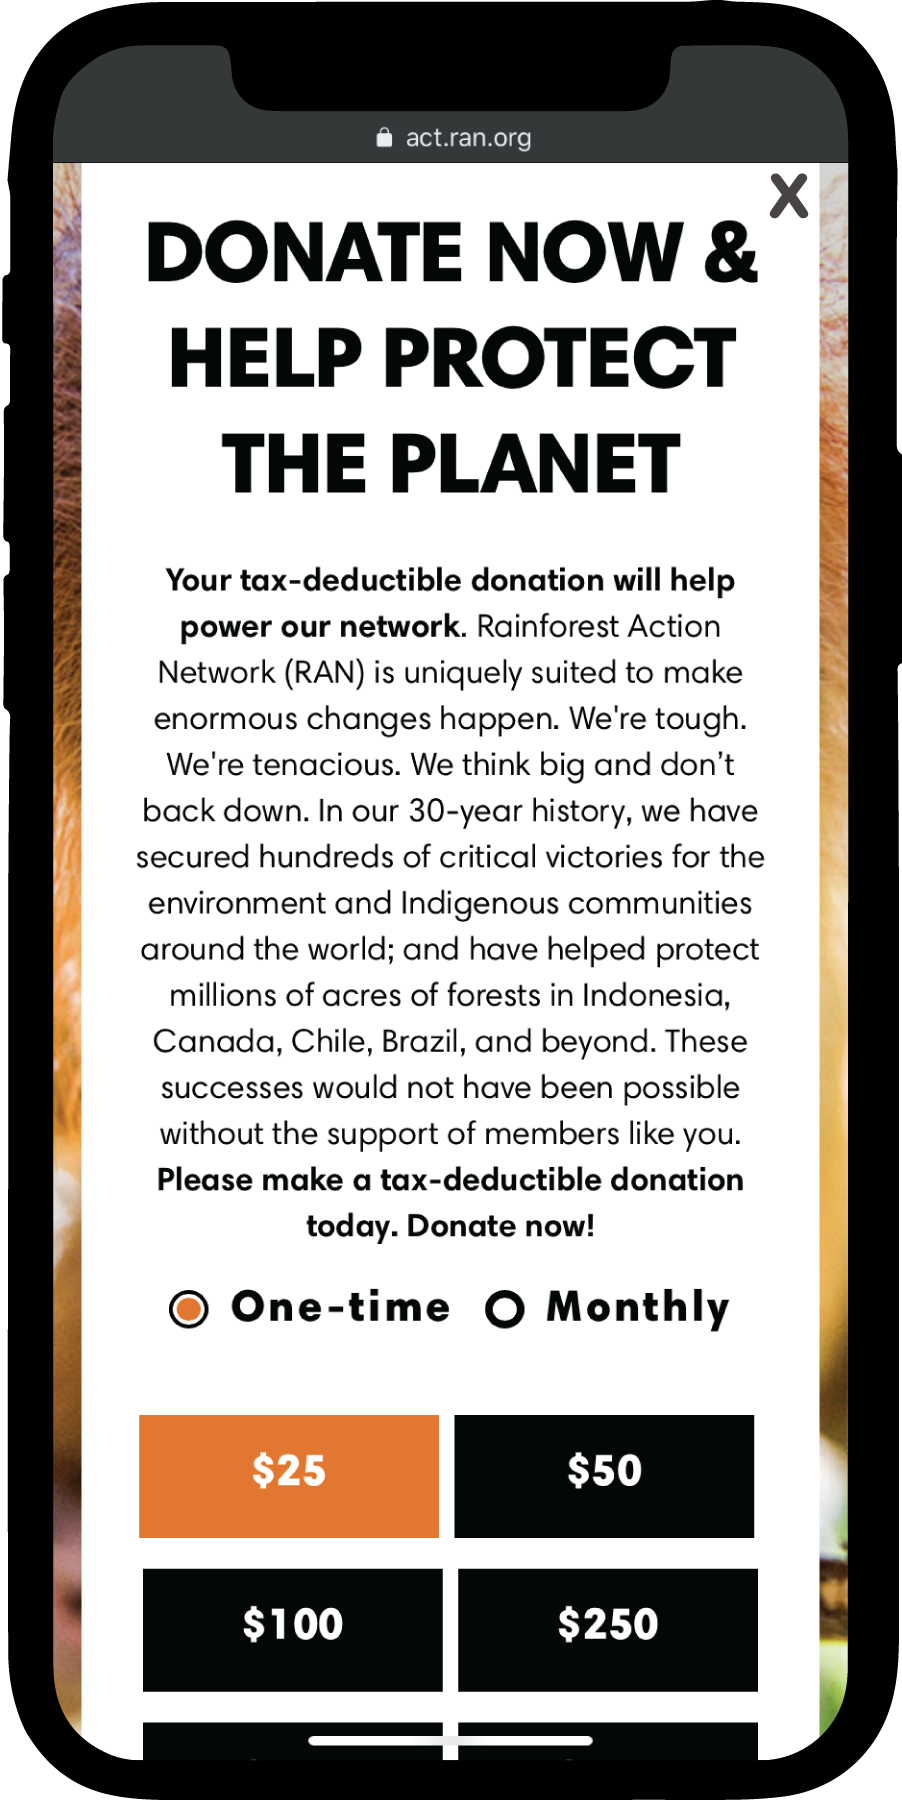 act.ran.org
X
DONATE NOW &
HELP PROTECT
THE PLANET
Your tax-deductible donation will help
power our network. Rainforest Action
Network (RAN) is uniquely suited to make
enormous changes happen. We're tough.
We're tenacious. We think big and don’t
back down. In our 30-year history, we have
secured hundreds of critical victories for the
environment and Indigenous communities
around the world; and have helped protect
millions of acres of forests in Indonesia,
Canada, Chile, Brazil, and beyond. These
successes would not have been possible
without the support of members like you.
Please make a tax-deductible donation
today. Donate now!
One-time Monthly
$25 $50
$100 $250